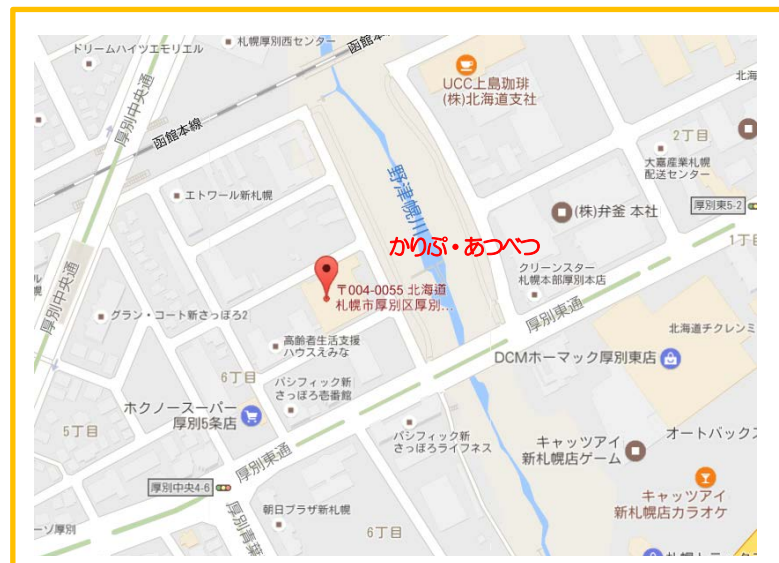 ドリームハイツエモリエル
札幌厚別西センター
函館本
UCC上島珈琲
(株)北海道支社
北海
厚別中央通
函館本線
2丁目
大嘉産業札幌
配送センター
エトワール新札幌
野津幌川
(株)弁釜 本社
厚別東5-2
1丁目
かりぷ・あつべつ
クリーンスター
札幌本部厚別本店
〒004-0055 北海道
札幌市厚別区厚別...
厚別中央通
グラン・コート新さっぽろ2
厚別東通
北海道チクレンミ
高齢者生活支援
ハウスえみな
DCMホーマック厚別東店
6丁目
パシフィック新
さっぽろ壱番館
ホクノースーパー
厚別5条店
5丁目
パシフィック新
さっぽろライフネス
オートバックス
キャッツアイ
新札幌店ゲーム
厚別東通
厚別中央4-6
キャッツアイ
新札幌店カラオケ
朝日プラザ新札幌
ーソ厚別
厚別青葉
6丁目